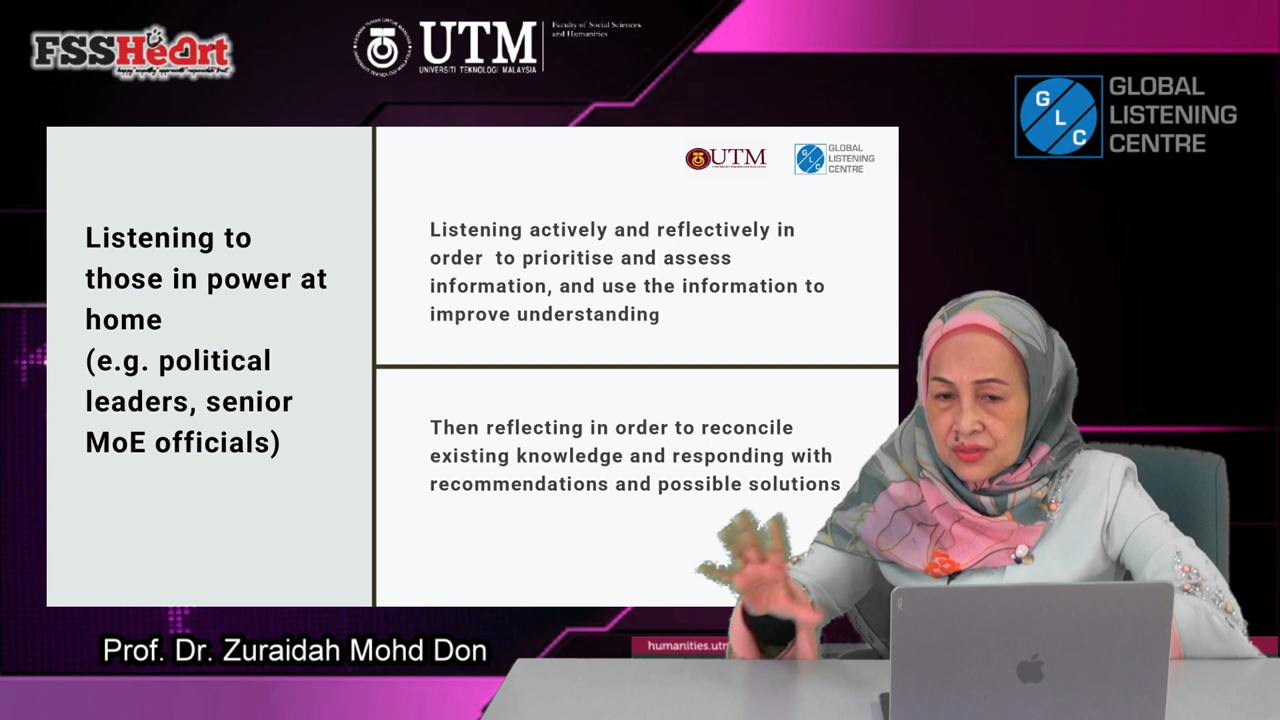 FSSHeart
UTM
UNIVERSITI TEKNOLOGI MALAYSIA
Faculty of Social Sciences
and Humanities
GLC
GLOBAL
LISTENING
CENTRE
UTM
GLC
GLOBAL
LISTENING
CENTRE
Listening to
those in power at
home
(e.g. political
leaders, senior
MoE officials)
Listening actively and reflectively in
order to prioritise and assess
information, and use the information to
improve understanding
Then reflecting in order to reconcile
existing knowledge and responding with
recommendations and possible solutions
Prof. Dr. Zuraidah Mohd Don
humanities.utm